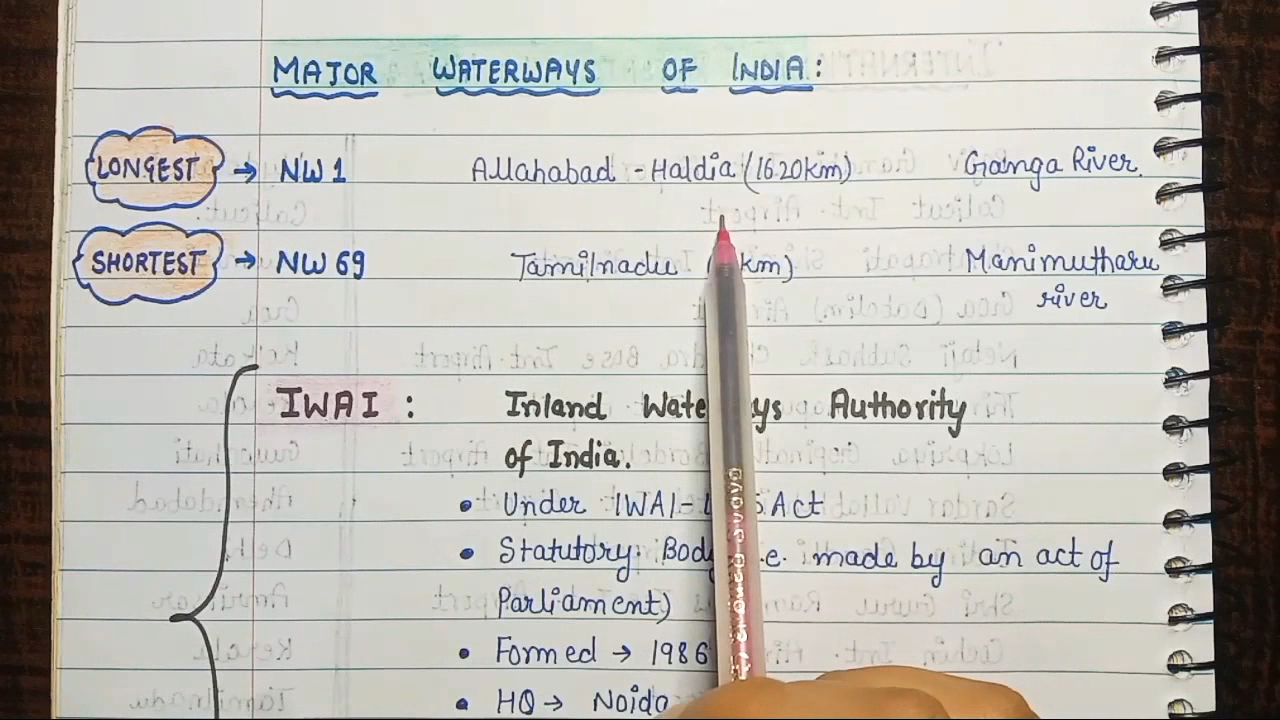 MAJOR WATERWAYS OF INDIA:
LONGEST → NW 1 Allahabad - Haldia (1620km) Ganga River.
SHORTEST → NW 69 Tamilnadu km) Manimutharu
river
IWAI : Inland Authority
of India.
• Under IWAI- Act
• Statutory Body .e. made by an act of
Parliament)
• Formed → 1986
• HQ → Noida